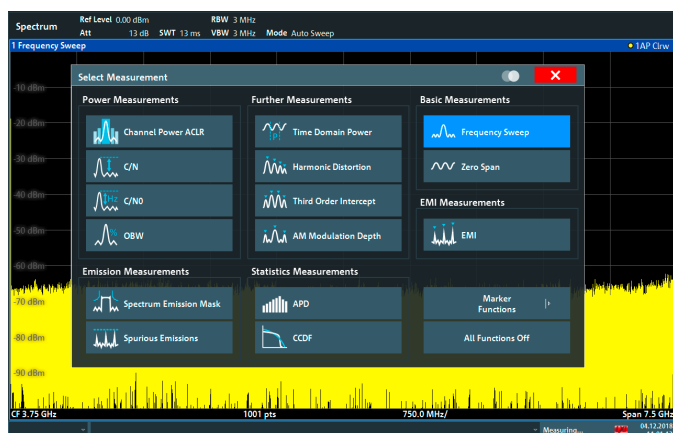 Spectrum
Ref Level 0.00 dBm RBW 3 MHz
Att 13 dB SWT 13 ms VBW 3 MHz Mode Auto Sweep
1 Frequency Sweep 1AP Clrw
Select Measurement
Power Measurements Further Measurements Basic Measurements
Channel Power ACLR Time Domain Power Frequency Sweep
C/N Harmonic Distortion Zero Span
C/N0 Third Order Intercept EMI Measurements
OBW AM Modulation Depth EMI
Emission Measurements Statistics Measurements
Spectrum Emission Mask APD Marker Functions
Spurious Emissions CCDF All Functions Off
-10 dBm
-20 dBm
-30 dBm
-40 dBm
-50 dBm
-60 dBm
-70 dBm
-80 dBm
-90 dBm
CF 3.75 GHz 1001 pts 750.0 MHz/ Span 7.5 GHz
Measuring... 04.12.2018